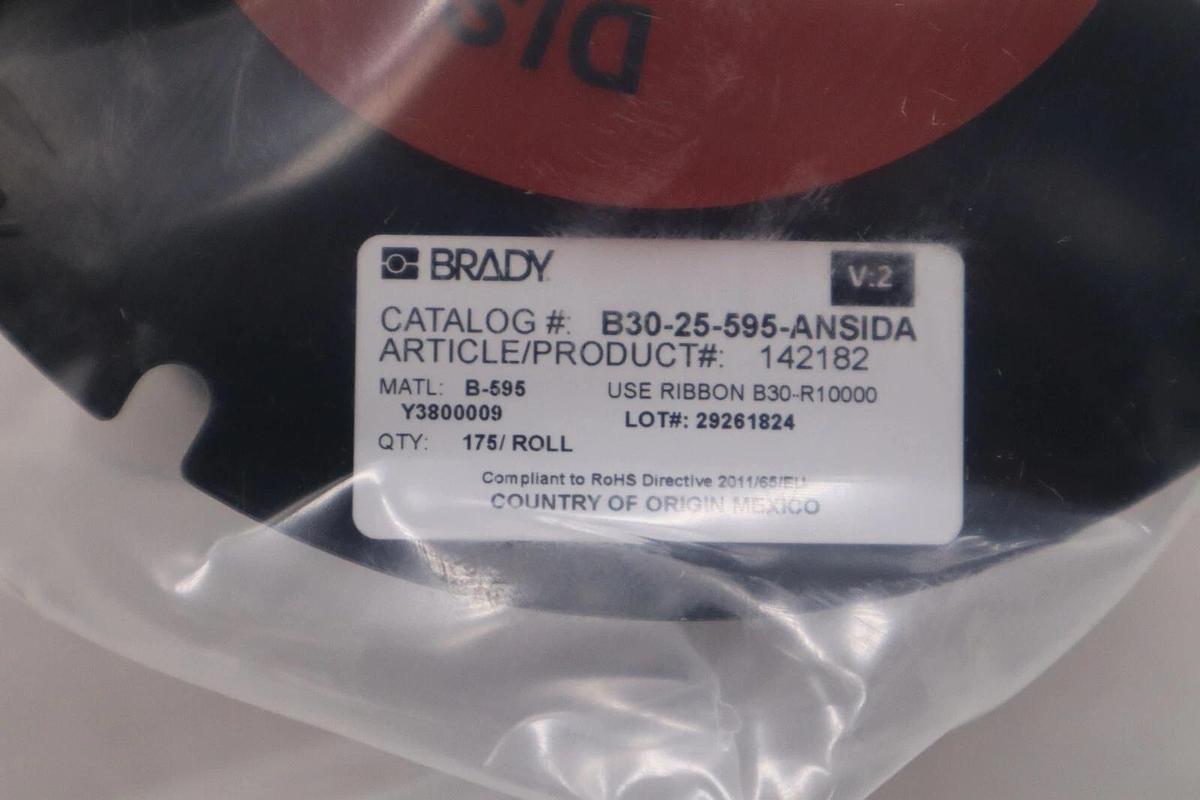 DIS
BRADY
V:2
CATALOG #: B30-25-595-ANSIDA
ARTICLE/PRODUCT#: 142182
MATL: B-595 USE RIBBON B30-R10000
Y3800009 LOT#: 29261824
QTY: 175/ ROLL
Compliant to RoHS Directive 2011/65/EU
COUNTRY OF ORIGIN MEXICO